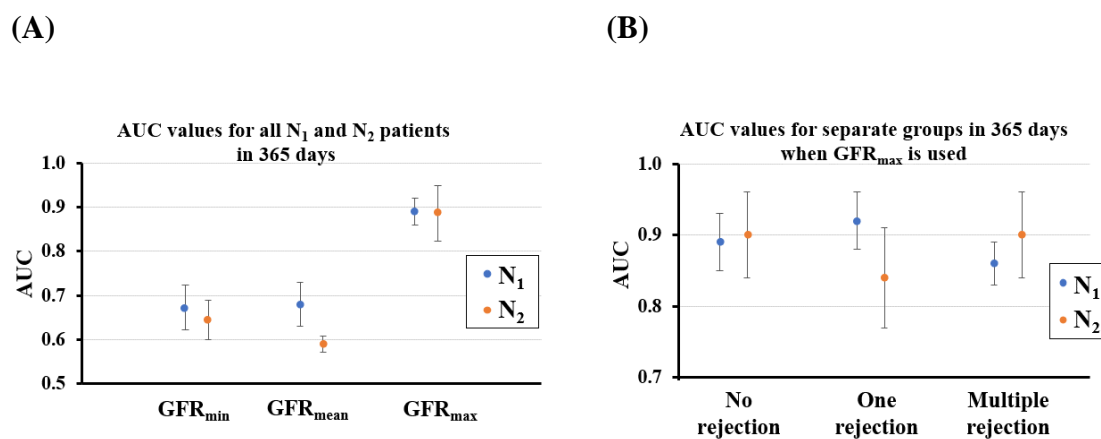 (A)
AUC values for all N₁ and N₂ patients
in 365 days
1.0
0.9
0.8
0.7
0.6
0.5
AUC
N₁
N₂
GFRmin
GFRmean
GFRmax
(B)
AUC values for separate groups in 365 days
when GFRmax is used
1.0
0.9
0.8
0.7
AUC
N₁
N₂
No
rejection
One
rejection
Multiple
rejection